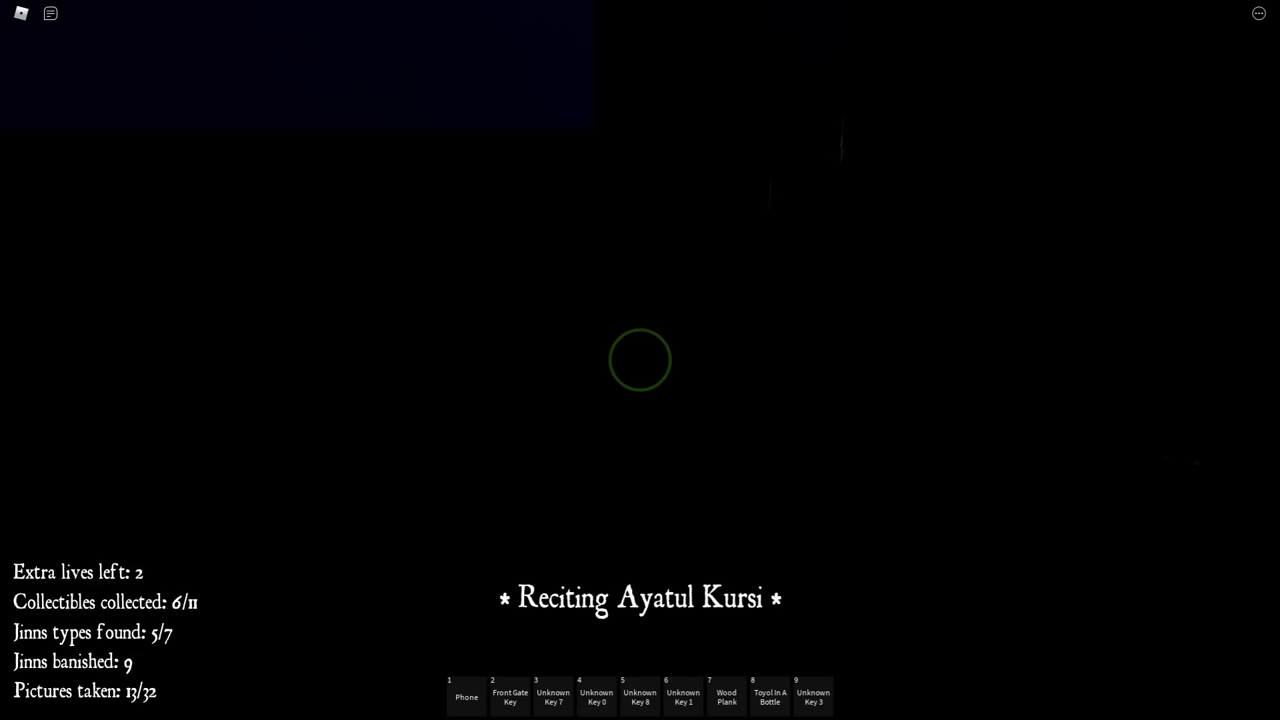 * Reciting Ayatul Kursi *
Extra lives left: 2
Collectibles collected: 6/11
Jinns types found: 5/7
Jinns banished: 9
Pictures taken: 13/32
1 Phone
2 Front Gate Key
3 Unknown Key 7
4 Unknown Key 0
5 Unknown Key 8
6 Unknown Key 1
7 Wood Plank
8 Toyol In A Bottle
9 Unknown Key 3